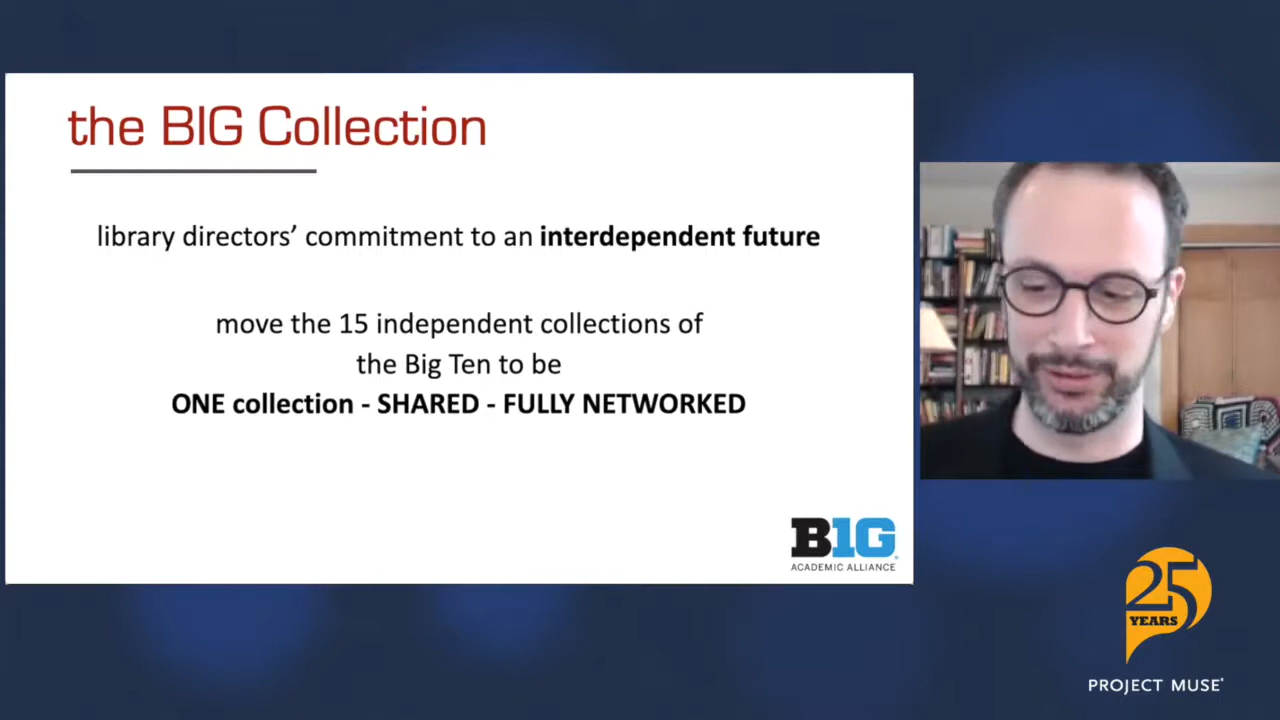 the BIG Collection
library directors’ commitment to an interdependent future
move the 15 independent collections of
the Big Ten to be
ONE collection - SHARED - FULLY NETWORKED
B1G
ACADEMIC ALLIANCE
25
YEARS
PROJECT MUSE